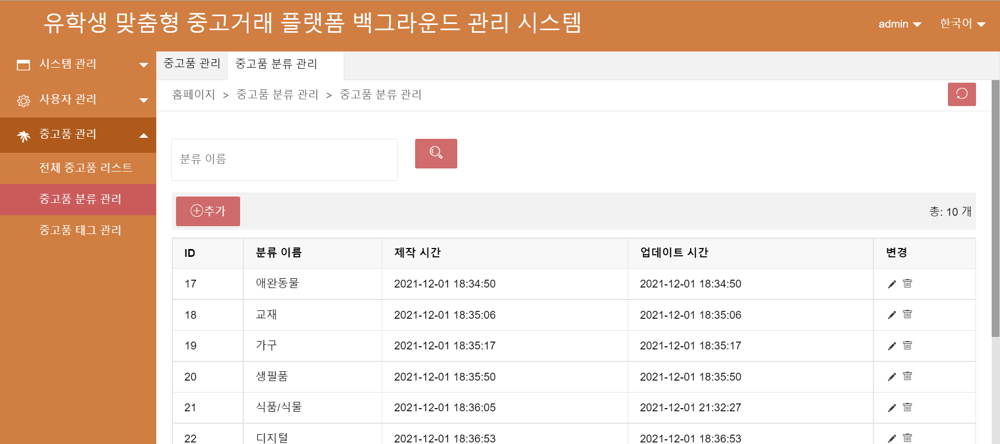 유학생 맞춤형 중고거래 플랫폼 백그라운드 관리 시스템
admin 한국어
시스템 관리
사용자 관리
중고품 관리
전체 중고품 리스트
중고품 분류 관리
중고품 태그 관리
중고품 관리 중고품 분류 관리
홈페이지 > 중고품 분류 관리 > 중고품 분류 관리
분류 이름
추가
총: 10 개
ID 분류 이름 제작 시간 업데이트 시간 변경
17 애완동물 2021-12-01 18:34:50 2021-12-01 18:34:50
18 교재 2021-12-01 18:35:06 2021-12-01 18:35:06
19 가구 2021-12-01 18:35:17 2021-12-01 18:35:17
20 생필품 2021-12-01 18:35:50 2021-12-01 18:35:50
21 식품/식물 2021-12-01 18:36:05 2021-12-01 21:32:27
22 디지털 2021-12-01 18:36:53 2021-12-01 18:36:53